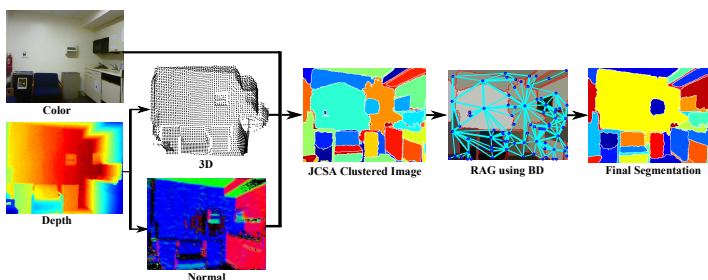 Color
3D
JCSA Clustered Image
RAG using BD
Final Segmentation
Depth
Normal